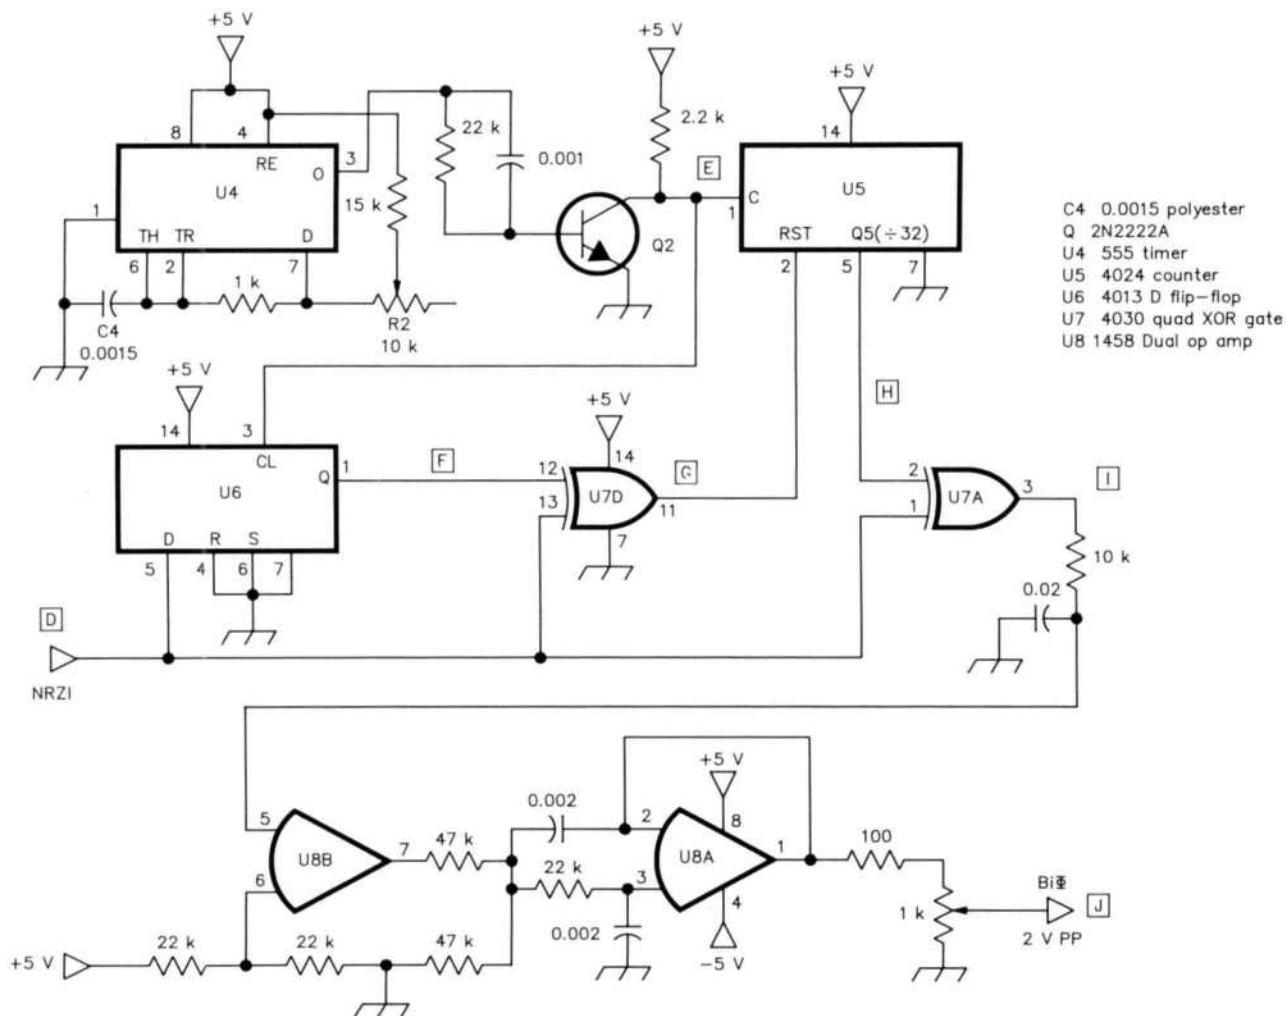 +5 V
8
4
RE
3
O
U4
1
TH
TR
D
6
2
7
15 k
22 k
0.001
1 k
C4
0.0015
R2
10 k
Q2
+5 V
2.2 k
E
+5 V
14
C
1
U5
RST
Q5(÷32)
2
5
7
C4 0.0015 polyester
Q 2N2222A
U4 555 timer
U5 4024 counter
U6 4013 D flip-flop
U7 4030 quad XOR gate
U8 1458 Dual op amp
+5 V
14
3
CL
Q
1
U6
D
R
S
5
4
6
7
F
+5 V
14
12
13
U7D
11
7
G
H
2
1
U7A
3
I
10 k
0.02
D
NRZI
5
6
U8B
7
47 k
0.002
22 k
0.002
+5 V
2
3
U8A
8
1
4
-5 V
100
1 k
BiΦ
J
2 V PP
+5 V
22 k
22 k
47 k